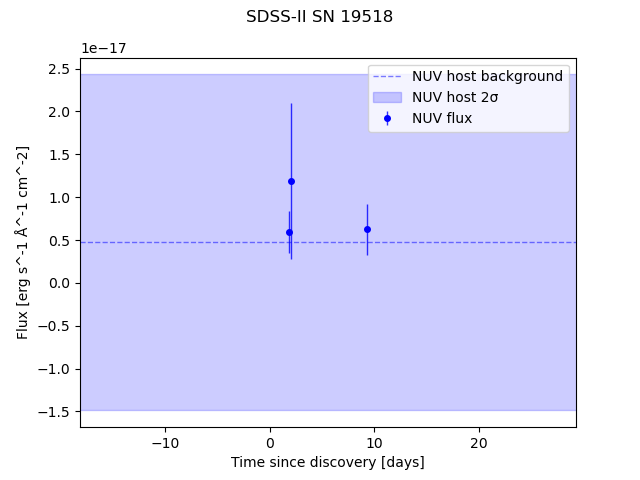 SDSS-II SN 19518
1e−17
NUV host background
NUV host 2σ
NUV flux
2.5
2.0
1.5
1.0
0.5
0.0
−0.5
−1.0
−1.5
Flux [erg s^-1 Å^-1 cm^-2]
−10
0
10
20
Time since discovery [days]